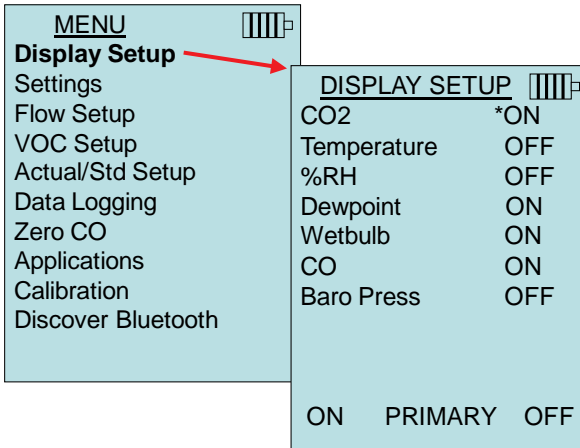 MENU
Display Setup
Settings
Flow Setup
VOC Setup
Actual/Std Setup
Data Logging
Zero CO
Applications
Calibration
Discover Bluetooth
DISPLAY SETUP
CO2 *ON
Temperature OFF
%RH OFF
Dewpoint ON
Wetbulb ON
CO ON
Baro Press OFF
ON PRIMARY OFF